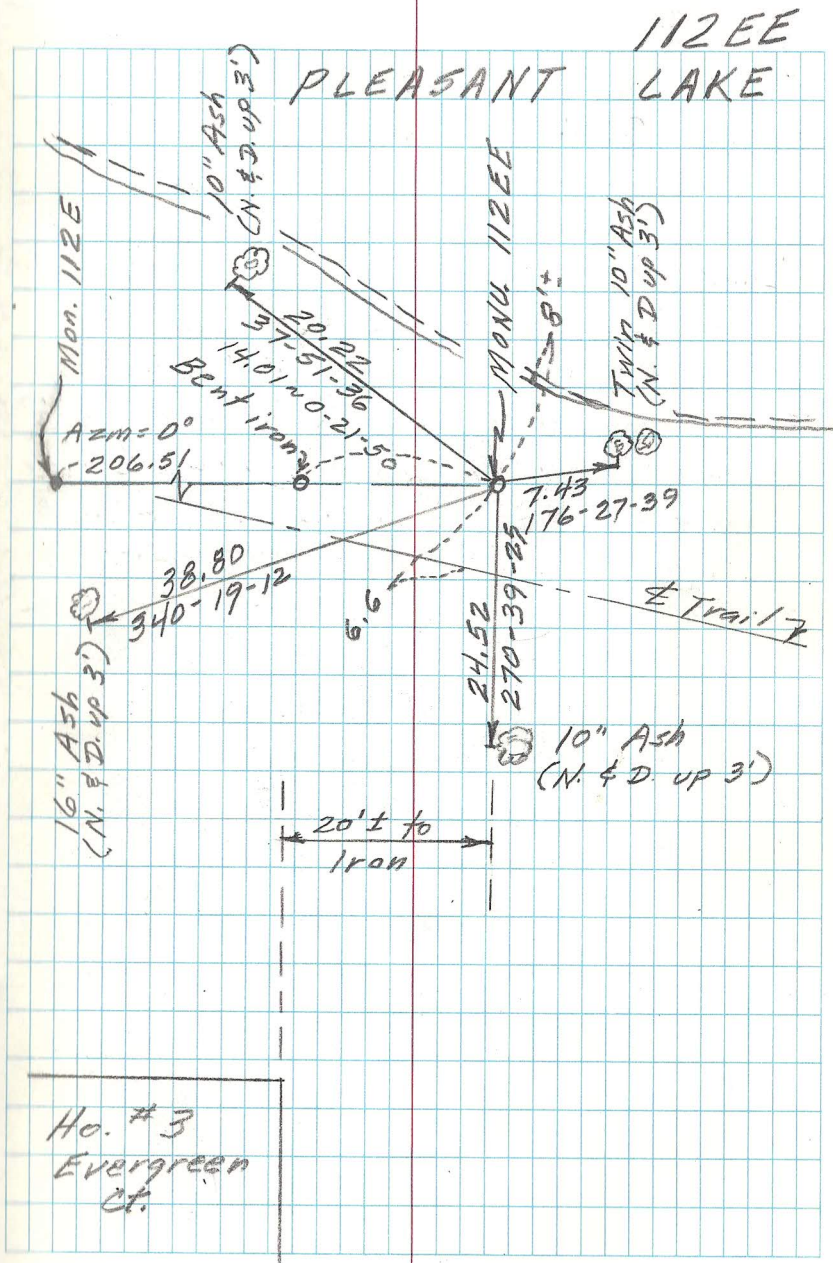 112EE
PLEASANT LAKE
10" Ash
(N. & D. up 3')
Mon. 112E
MONU. 112EE
8'±
Twin 10" Ash
(N. & D up 3')
20.22
37-51-36
14.01~0-21-50
Bent iron
Azm=0°
206.51
7.43
176-27-39
38.80
340-19-12
6.6
24.52
270-39-25
℄ Trail
16" Ash
(N. & D. up 3')
10" Ash
(N. & D. up 3')
20'± to
Iron
Ho. #3
Evergreen
Ct.